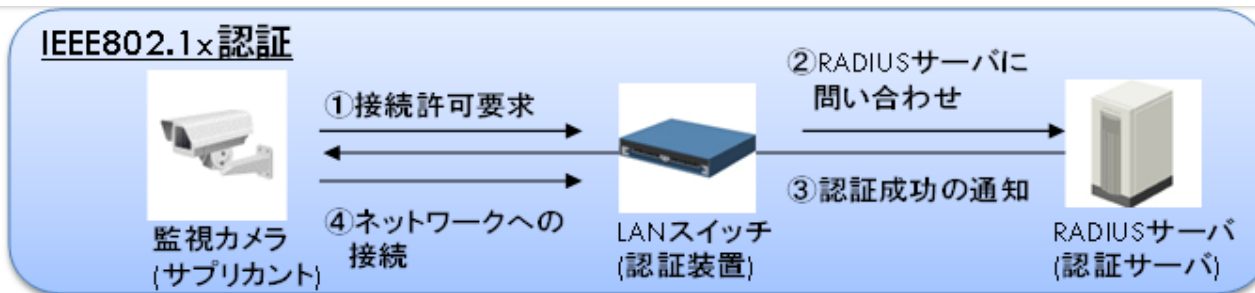 IEEE802.1x認証
①接続許可要求
②RADIUSサーバに
問い合わせ
③認証成功の通知
④ネットワークへの
接続
監視カメラ
(サプリカント)
LANスイッチ
(認証装置)
RADIUSサーバ
(認証サーバ)